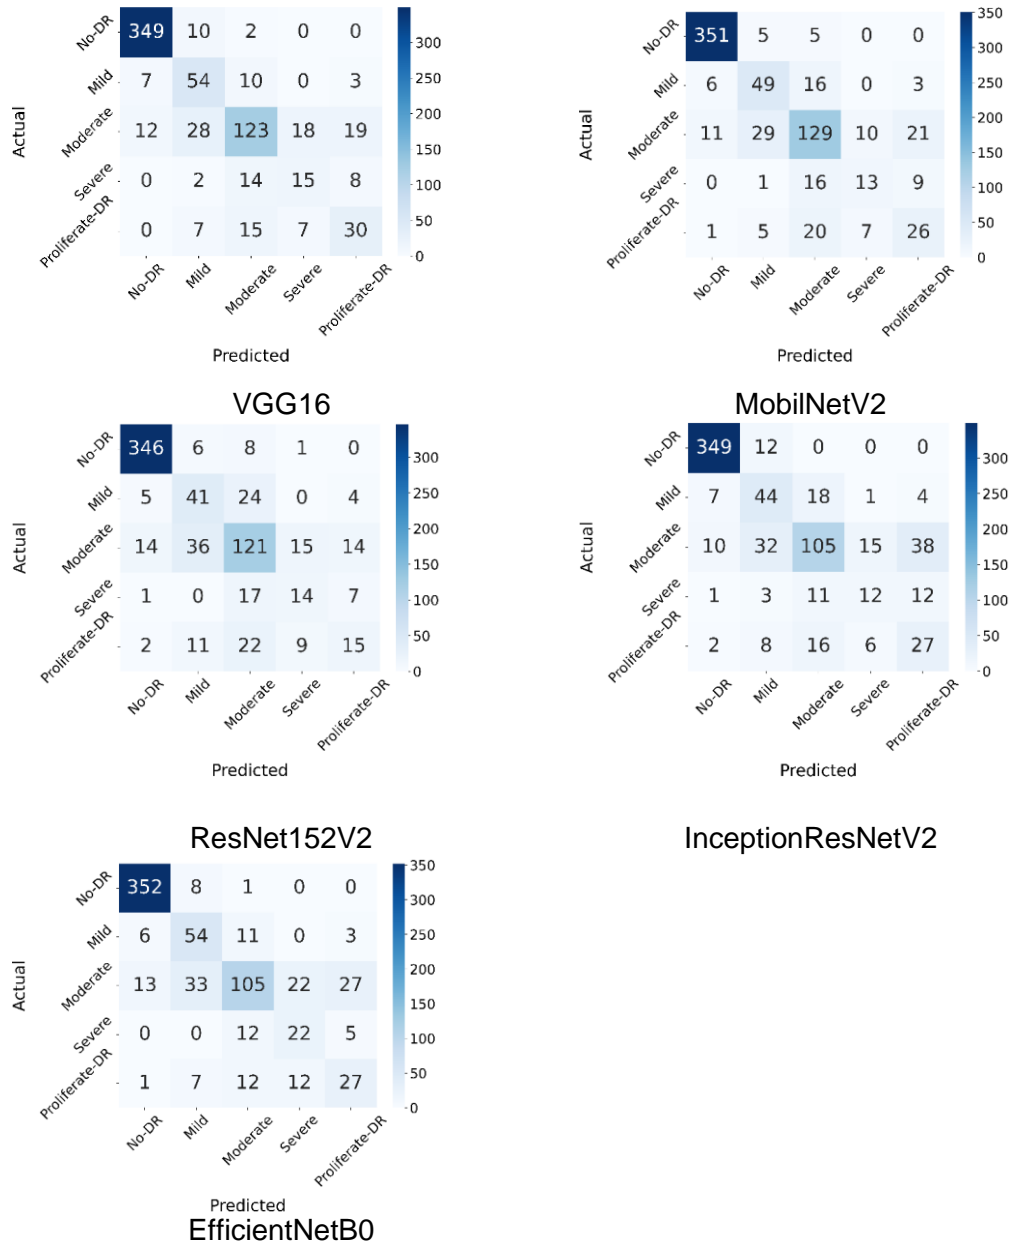 No-DR 349 10 2 0 0
Mild 7 54 10 0 3
Moderate 12 28 123 18 19
Severe 0 2 14 15 8
Proliferate-DR 0 7 15 7 30
Actual
No-DR Mild Moderate Severe Proliferate-DR
Predicted
300
250
200
150
100
50
0
VGG16
No-DR 351 5 5 0 0
Mild 6 49 16 0 3
Moderate 11 29 129 10 21
Severe 0 1 16 13 9
Proliferate-DR 1 5 20 7 26
Actual
No-DR Mild Moderate Severe Proliferate-DR
Predicted
350
300
250
200
150
100
50
0
MobilNetV2
No-DR 346 6 8 1 0
Mild 5 41 24 0 4
Moderate 14 36 121 15 14
Severe 1 0 17 14 7
Proliferate-DR 2 11 22 9 15
Actual
No-DR Mild Moderate Severe Proliferate-DR
Predicted
300
250
200
150
100
50
0
ResNet152V2
No-DR 349 12 0 0 0
Mild 7 44 18 1 4
Moderate 10 32 105 15 38
Severe 1 3 11 12 12
Proliferate-DR 2 8 16 6 27
Actual
No-DR Mild Moderate Severe Proliferate-DR
Predicted
300
250
200
150
100
50
0
InceptionResNetV2
No-DR 352 8 1 0 0
Mild 6 54 11 0 3
Moderate 13 33 105 22 27
Severe 0 0 12 22 5
Proliferate-DR 1 7 12 12 27
Actual
No-DR Mild Moderate Severe Proliferate-DR
Predicted
350
300
250
200
150
100
50
0
EfficientNetB0